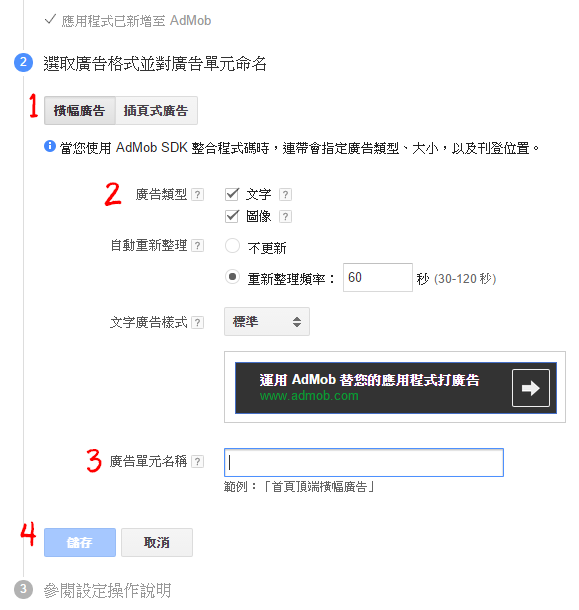 應用程式已新增至 AdMob
2 選取廣告格式並對廣告單元命名
1 橫幅廣告 插頁式廣告
當您使用 AdMob SDK 整合程式碼時，連帶會指定廣告類型、大小，以及刊登位置。
2 廣告類型 ? 文字 ?
圖像 ?
自動重新整理 ? 不更新
重新整理頻率： 60 秒 (30-120 秒)
文字廣告樣式 ? 標準
運用 AdMob 替您的應用程式打廣告
www.admob.com
3 廣告單元名稱 ?
範例：「首頁頂端橫幅廣告」
4 儲存 取消
3 參閱設定操作說明